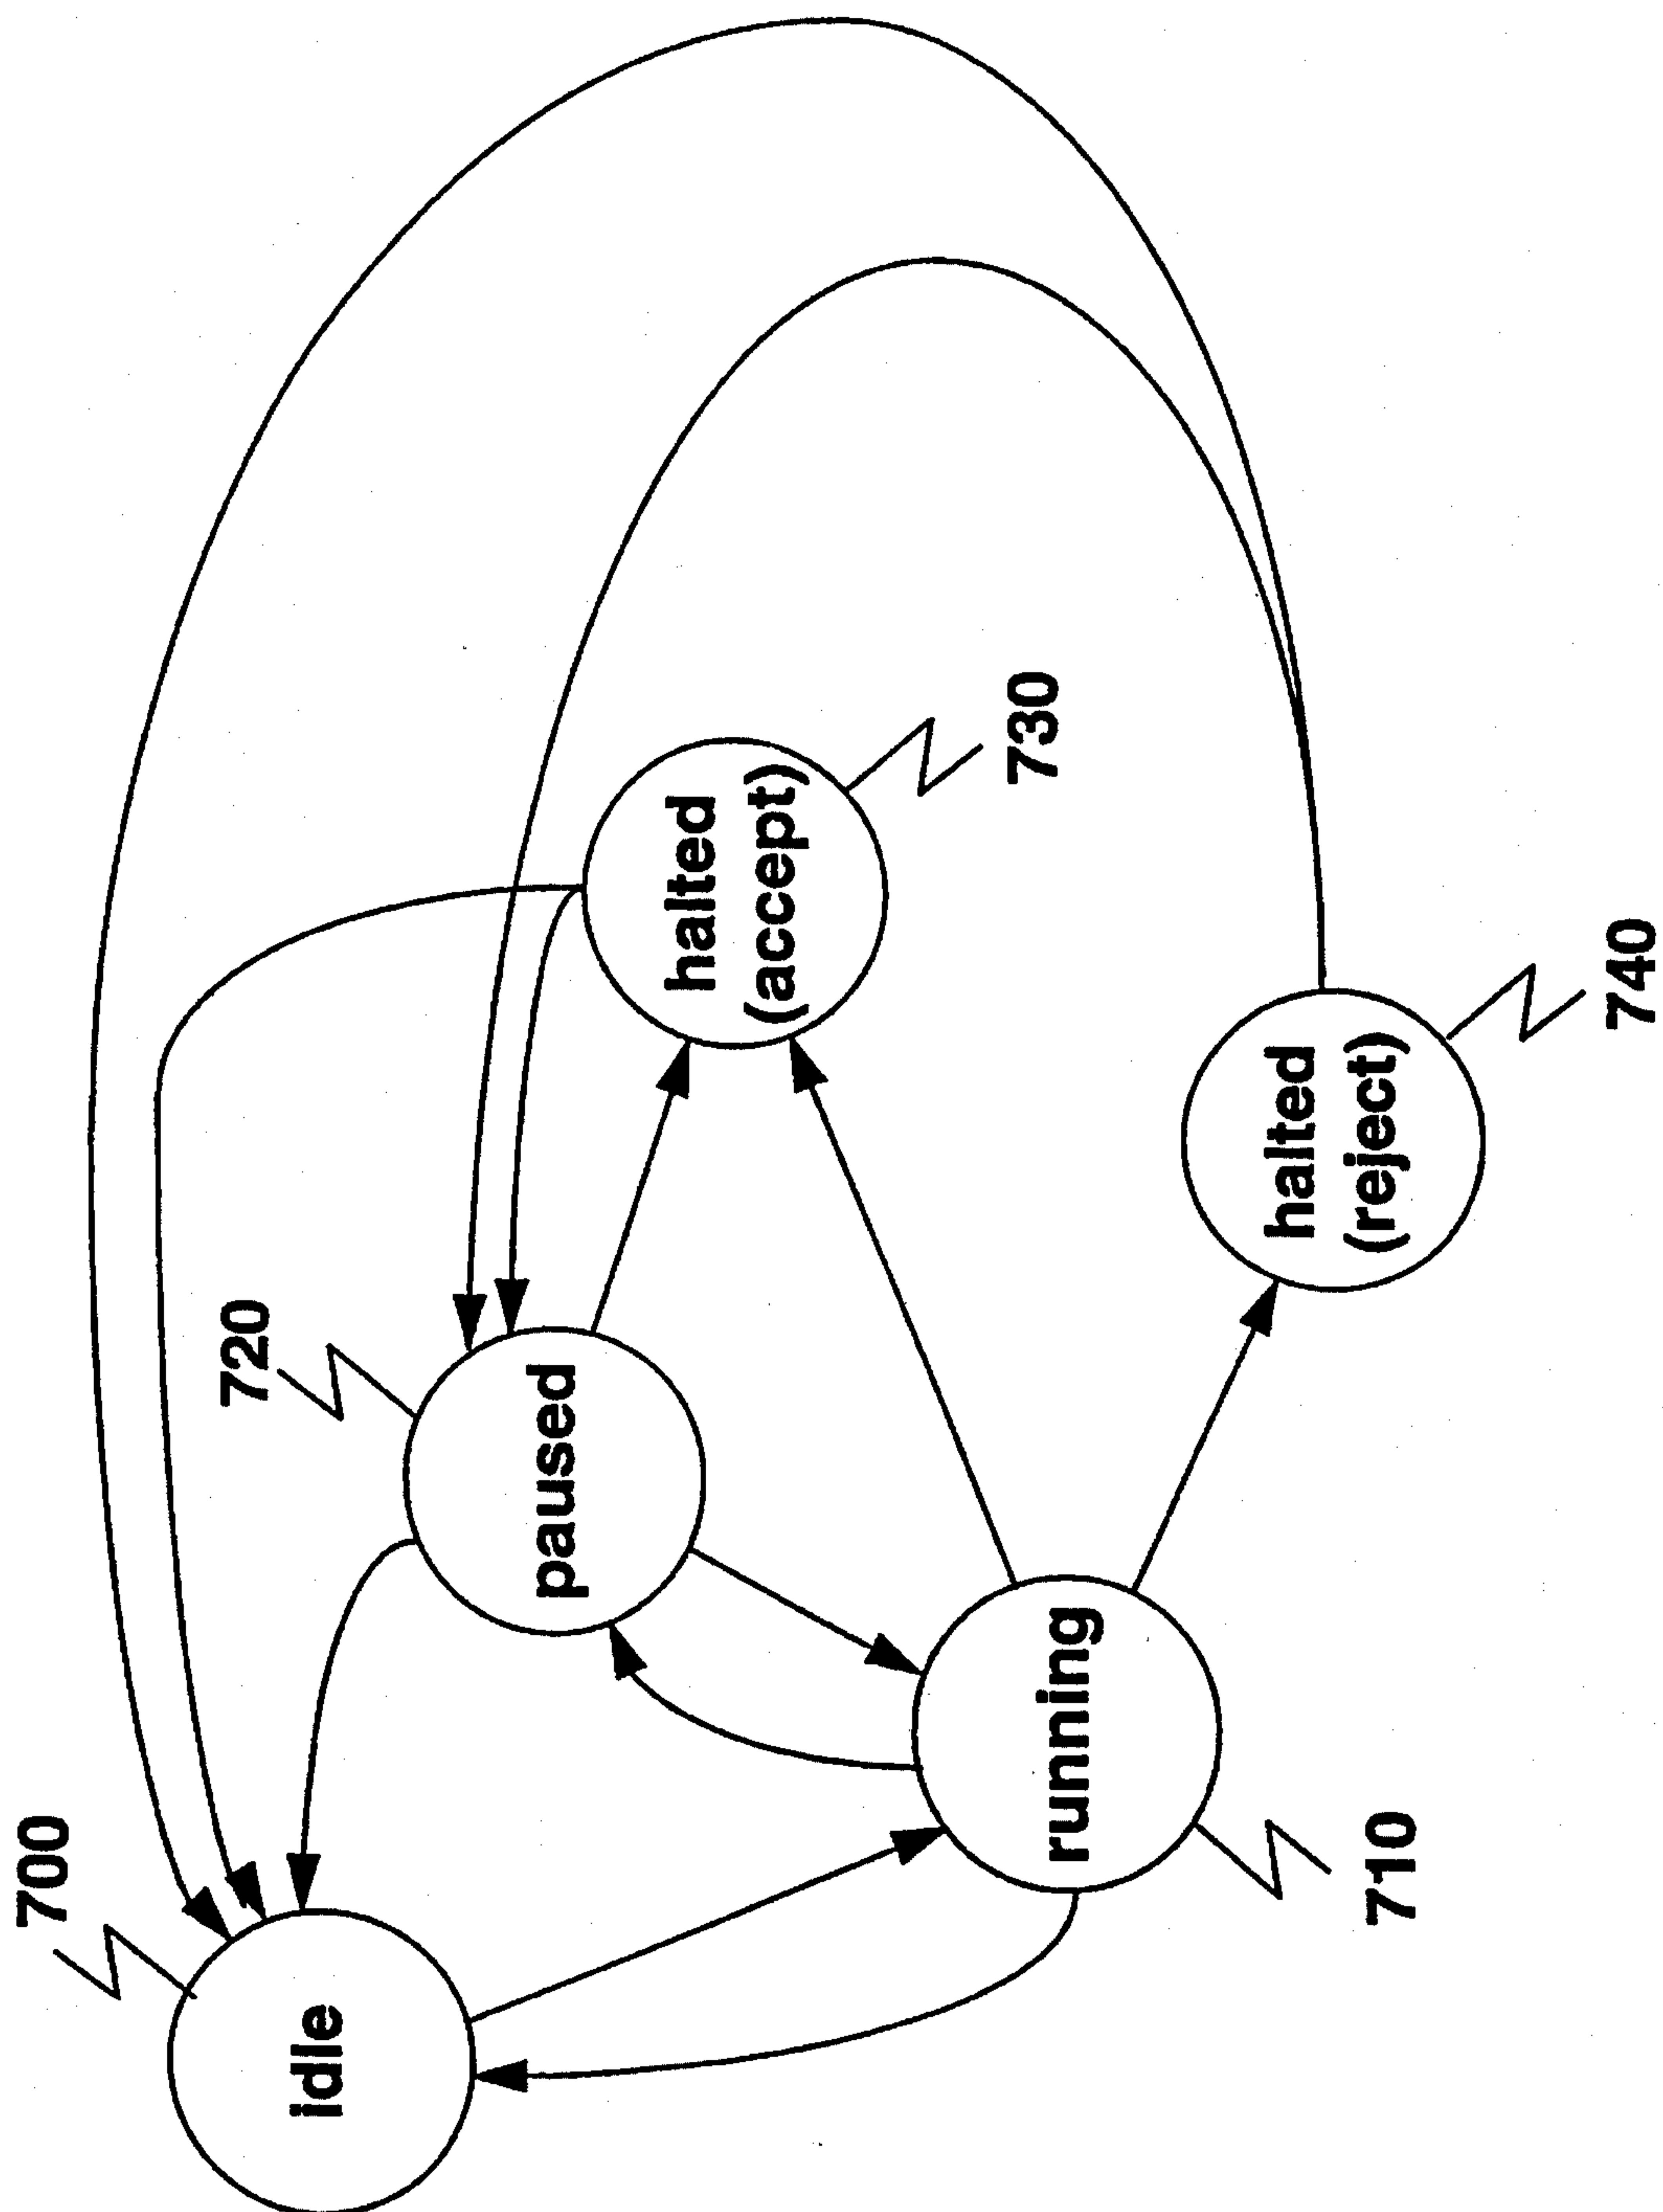 700
idle
720
paused
710
running
730
halted
(accept)
740
halted
(reject)